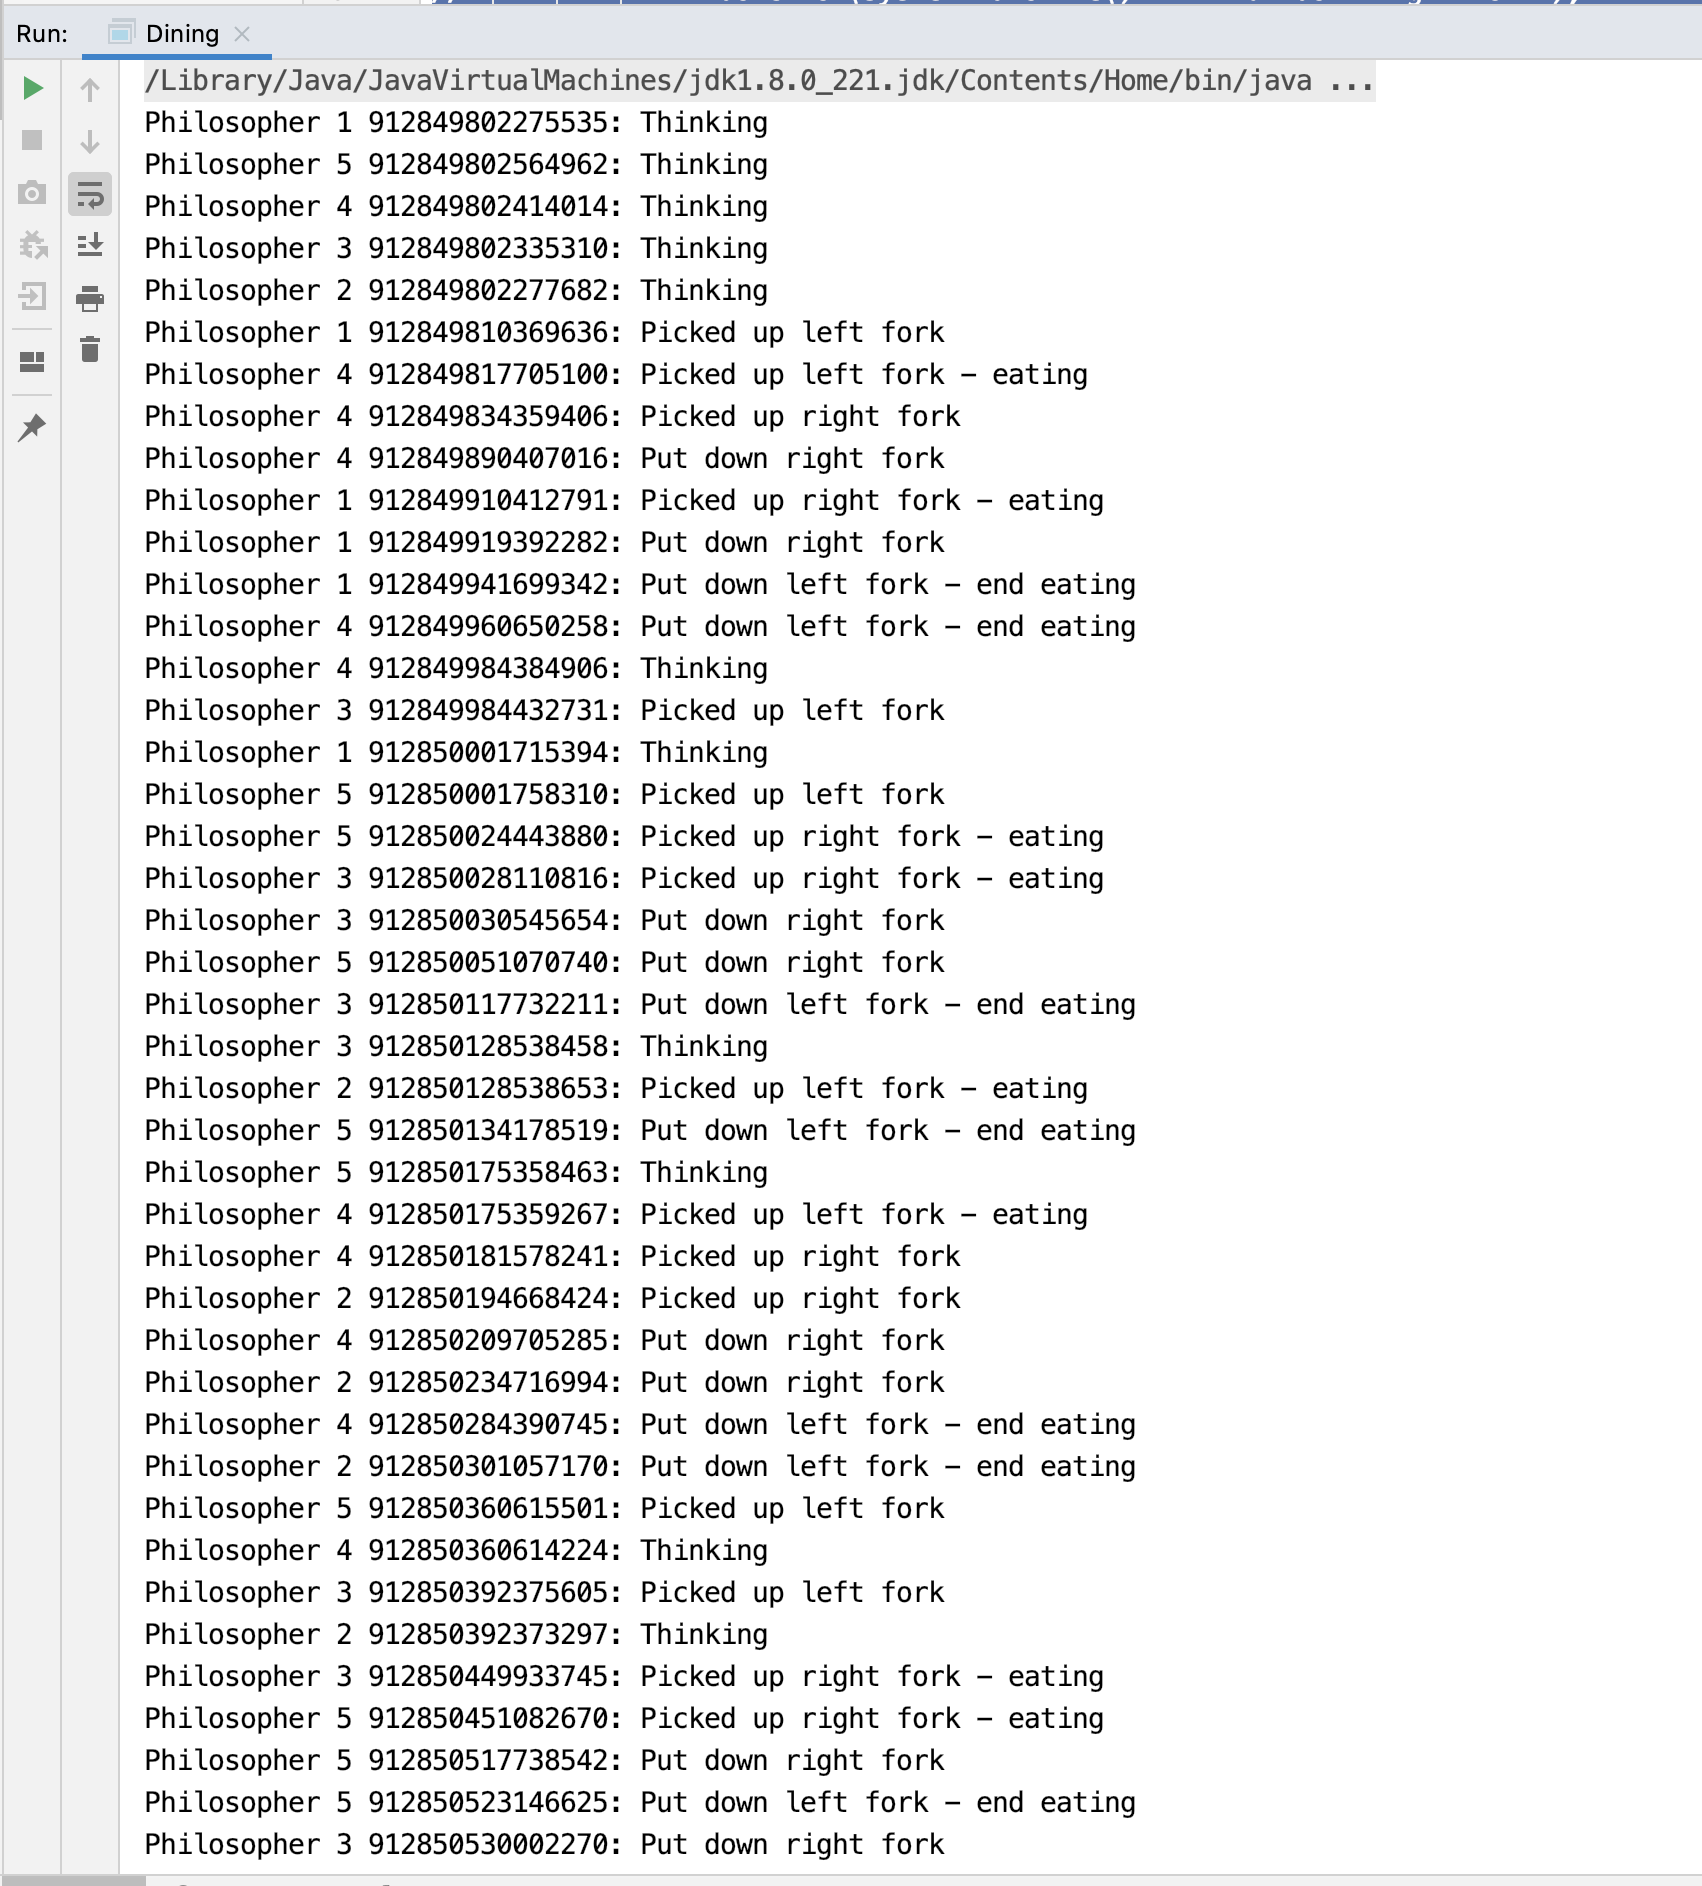 Run: Dining
/Library/Java/JavaVirtualMachines/jdk1.8.0_221.jdk/Contents/Home/bin/java ...
Philosopher 1 912849802275535: Thinking
Philosopher 5 912849802564962: Thinking
Philosopher 4 912849802414014: Thinking
Philosopher 3 912849802335310: Thinking
Philosopher 2 912849802277682: Thinking
Philosopher 1 912849810369636: Picked up left fork
Philosopher 4 912849817705100: Picked up left fork – eating
Philosopher 4 912849834359406: Picked up right fork
Philosopher 4 912849890407016: Put down right fork
Philosopher 1 912849910412791: Picked up right fork – eating
Philosopher 1 912849919392282: Put down right fork
Philosopher 1 912849941699342: Put down left fork – end eating
Philosopher 4 912849960650258: Put down left fork – end eating
Philosopher 4 912849984384906: Thinking
Philosopher 3 912849984432731: Picked up left fork
Philosopher 1 912850001715394: Thinking
Philosopher 5 912850001758310: Picked up left fork
Philosopher 5 912850024443880: Picked up right fork – eating
Philosopher 3 912850028110816: Picked up right fork – eating
Philosopher 3 912850030545654: Put down right fork
Philosopher 5 912850051070740: Put down right fork
Philosopher 3 912850117732211: Put down left fork – end eating
Philosopher 3 912850128538458: Thinking
Philosopher 2 912850128538653: Picked up left fork – eating
Philosopher 5 912850134178519: Put down left fork – end eating
Philosopher 5 912850175358463: Thinking
Philosopher 4 912850175359267: Picked up left fork – eating
Philosopher 4 912850181578241: Picked up right fork
Philosopher 2 912850194668424: Picked up right fork
Philosopher 4 912850209705285: Put down right fork
Philosopher 2 912850234716994: Put down right fork
Philosopher 4 912850284390745: Put down left fork – end eating
Philosopher 2 912850301057170: Put down left fork – end eating
Philosopher 5 912850360615501: Picked up left fork
Philosopher 4 912850360614224: Thinking
Philosopher 3 912850392375605: Picked up left fork
Philosopher 2 912850392373297: Thinking
Philosopher 3 912850449933745: Picked up right fork – eating
Philosopher 5 912850451082670: Picked up right fork – eating
Philosopher 5 912850517738542: Put down right fork
Philosopher 5 912850523146625: Put down left fork – end eating
Philosopher 3 912850530002270: Put down right fork